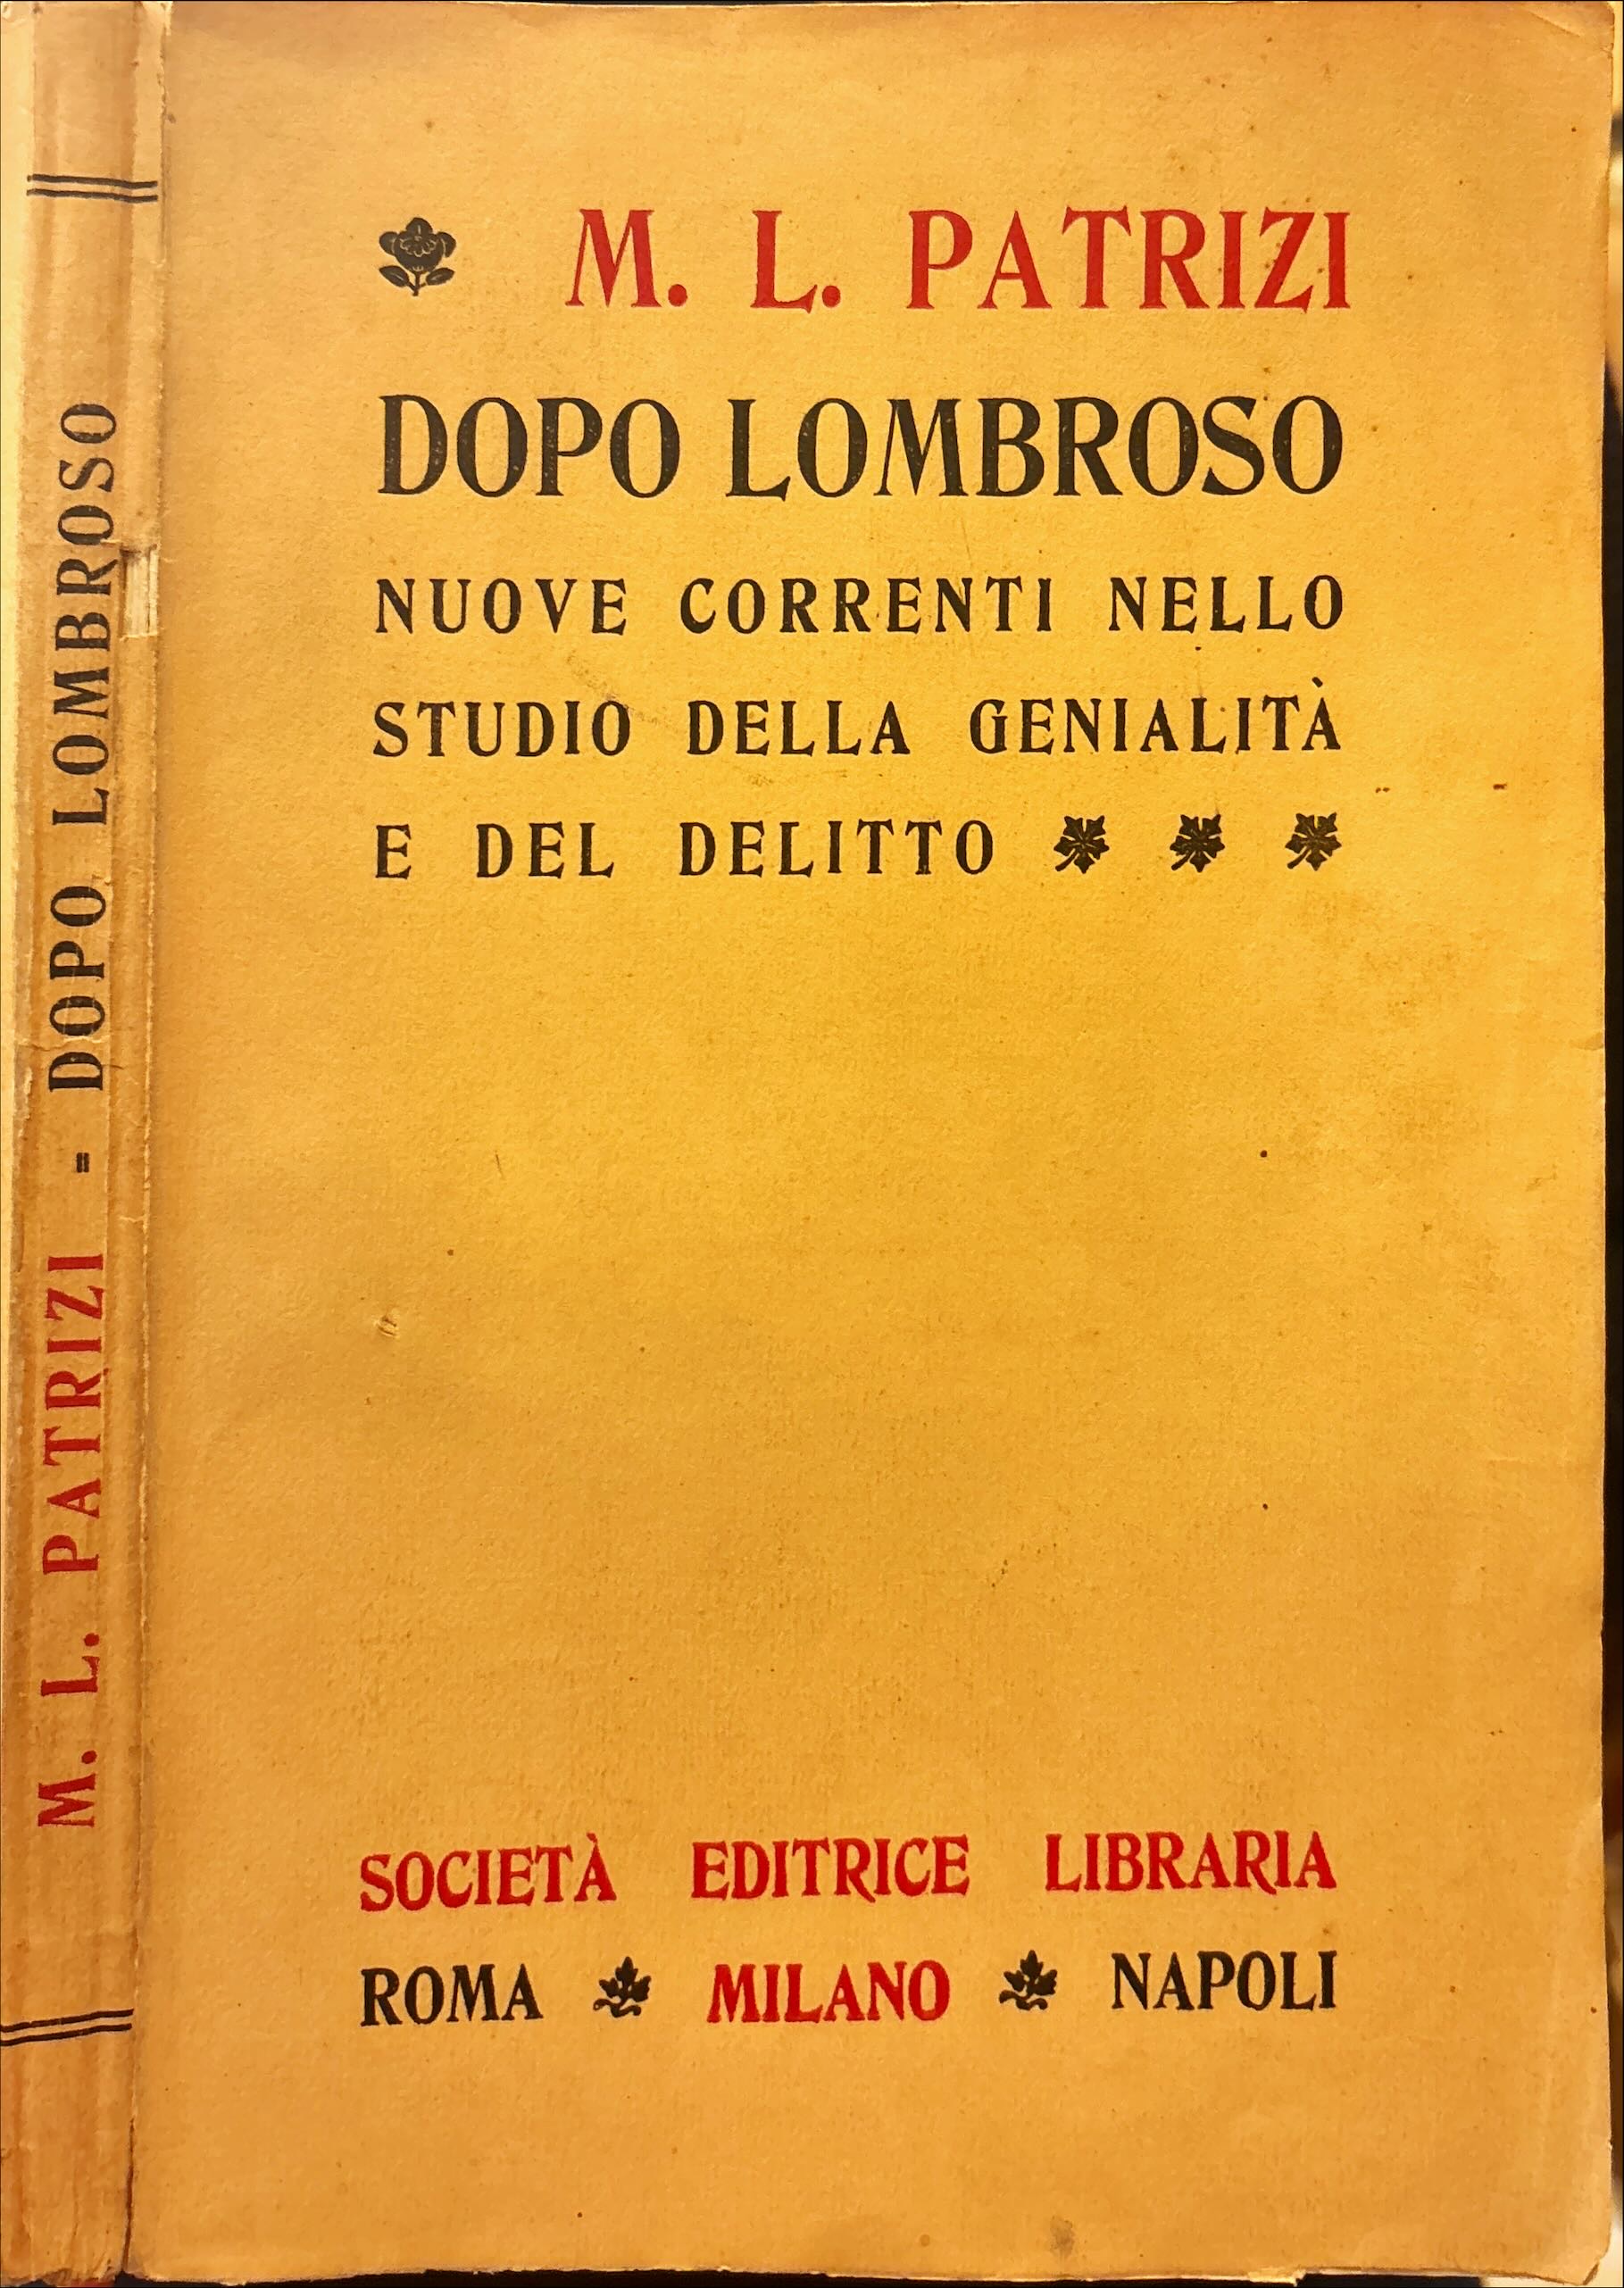 M. L. PATRIZI = DOPO LOMBROSO
M. L. PATRIZI
DOPO LOMBROSO
NUOVE CORRENTI NELLO
STUDIO DELLA GENIALITÀ
E DEL DELITTO
SOCIETÀ EDITRICE LIBRARIA
ROMA MILANO NAPOLI